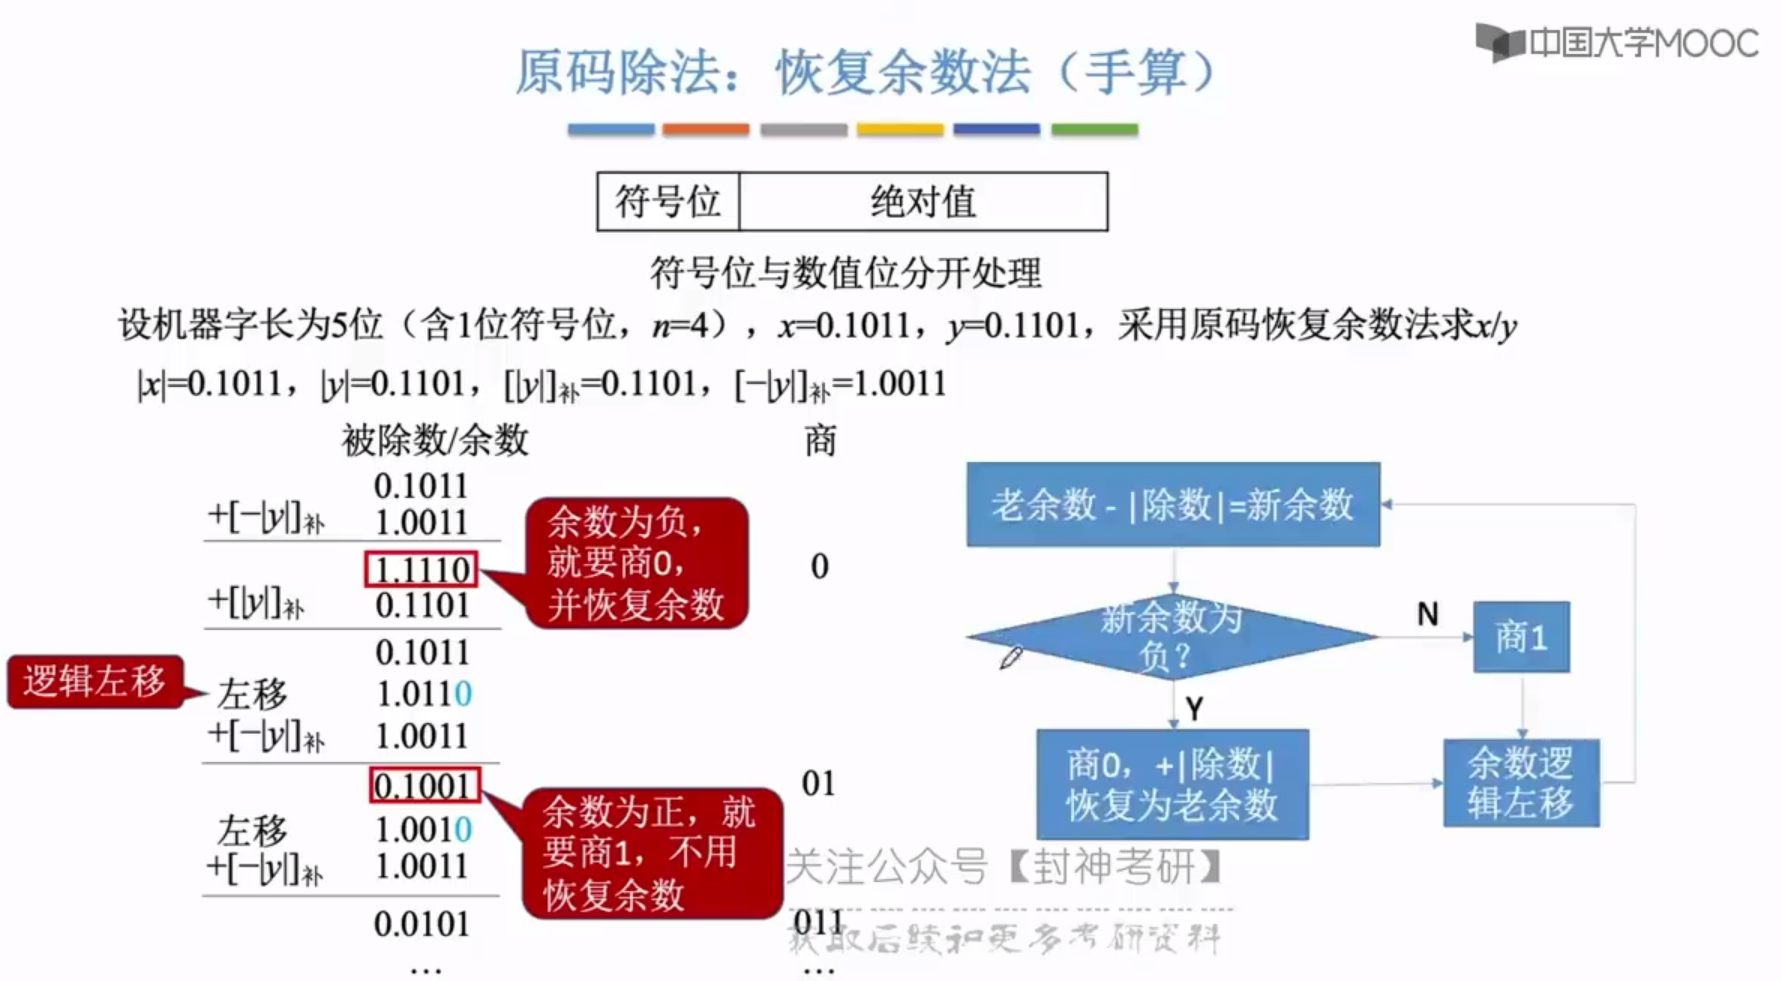 中国大学MOOC
原码除法：恢复余数法（手算）
符号位 绝对值
符号位与数值位分开处理
设机器字长为5位（含1位符号位，n=4），x=0.1011，y=0.1101，采用原码恢复余数法求x/y
|x|=0.1011，|y|=0.1101，[|y|]补=0.1101，[−|y|]补=1.0011
被除数/余数 商
0.1011
+[−|y|]补 1.0011
1.1110 0
+[|y|]补 0.1101
0.1011
左移 1.0110
+[−|y|]补 1.0011
0.1001 01
左移 1.0010
+[−|y|]补 1.0011
0.0101 011
… …
余数为负，
就要商0，
并恢复余数
逻辑左移
余数为正，就
要商1，不用
恢复余数
老余数 - |除数|=新余数
新余数为
负？
N
商1
Y
商0，+|除数|
恢复为老余数
余数逻
辑左移
关注公众号【封神考研】
获取后续和更多考研资料